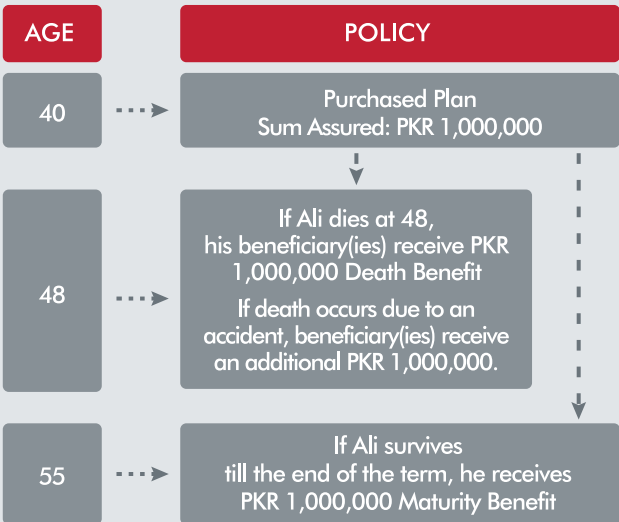 AGE
POLICY
40
Purchased Plan
Sum Assured: PKR 1,000,000
48
If Ali dies at 48,
his beneficiary(ies) receive PKR
1,000,000 Death Benefit
If death occurs due to an
accident, beneficiary(ies) receive
an additional PKR 1,000,000.
55
If Ali survives
till the end of the term, he receives
PKR 1,000,000 Maturity Benefit